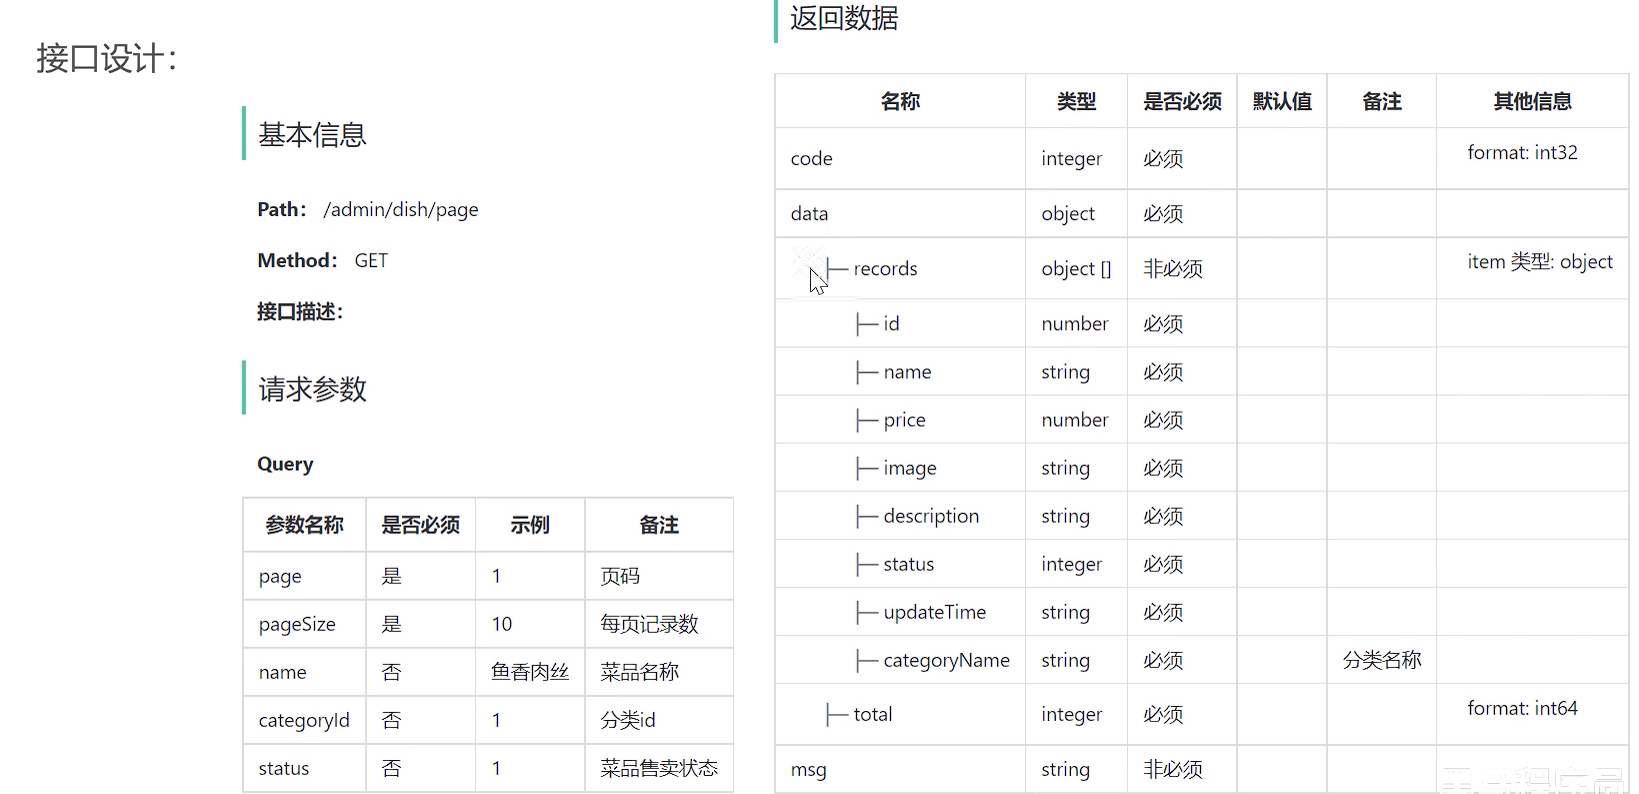 接口设计：
基本信息
Path： /admin/dish/page
Method： GET
接口描述：
请求参数
Query
参数名称 是否必须 示例 备注
page 是 1 页码
pageSize 是 10 每页记录数
name 否 鱼香肉丝 菜品名称
categoryId 否 1 分类id
status 否 1 菜品售卖状态
返回数据
名称 类型 是否必须 默认值 备注 其他信息
code integer 必须 format: int32
data object 必须
├─ records object [] 非必须 item 类型: object
├─ id number 必须
├─ name string 必须
├─ price number 必须
├─ image string 必须
├─ description string 必须
├─ status integer 必须
├─ updateTime string 必须
├─ categoryName string 必须 分类名称
├─ total integer 必须 format: int64
msg string 非必须